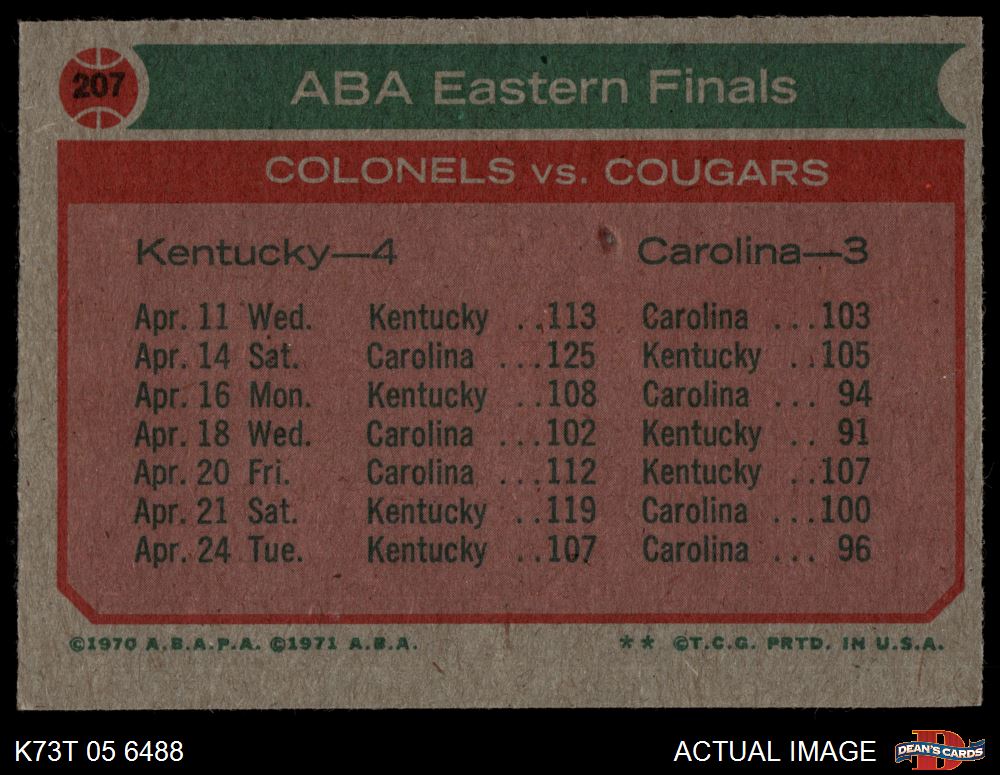 207
ABA Eastern Finals
COLONELS vs. COUGARS
Kentucky—4 Carolina—3
Apr. 11 Wed. Kentucky ..113 Carolina ...103
Apr. 14 Sat. Carolina ...125 Kentucky ..105
Apr. 16 Mon. Kentucky ..108 Carolina ... 94
Apr. 18 Wed. Carolina ...102 Kentucky .. 91
Apr. 20 Fri. Carolina ...112 Kentucky ..107
Apr. 21 Sat. Kentucky ..119 Carolina ...100
Apr. 24 Tue. Kentucky ..107 Carolina ... 96
©1970 A.B.A.P.A. ©1971 A.B.A. ** ©T.C.G. PRTD. IN U.S.A.
K73T 05 6488 ACTUAL IMAGE D DEAN'S CARDS